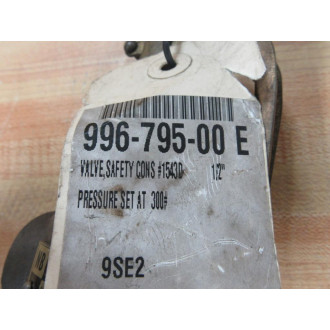 996-795-00 E
VALVE,SAFETY CONS #1543D 1/2"
PRESSURE SET AT 300#
9SE2